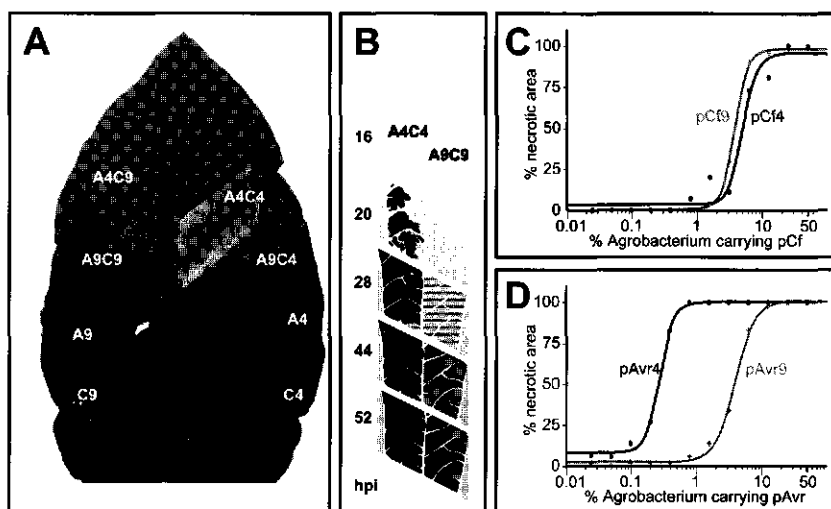 A
A4C9
A4C4
A9C9
A9C4
A9
A4
C9
C4
B
A4C4
A9C9
16
20
28
44
52
hpi
C
% necrotic area
100
75
50
25
0
pCf9
pCf4
0.01
0.1
1
10
50
% Agrobacterium carrying pCf
D
% necrotic area
100
75
50
25
0
pAvr4
pAvr9
0.01
0.1
1
10
50
% Agrobacterium carrying pAvr